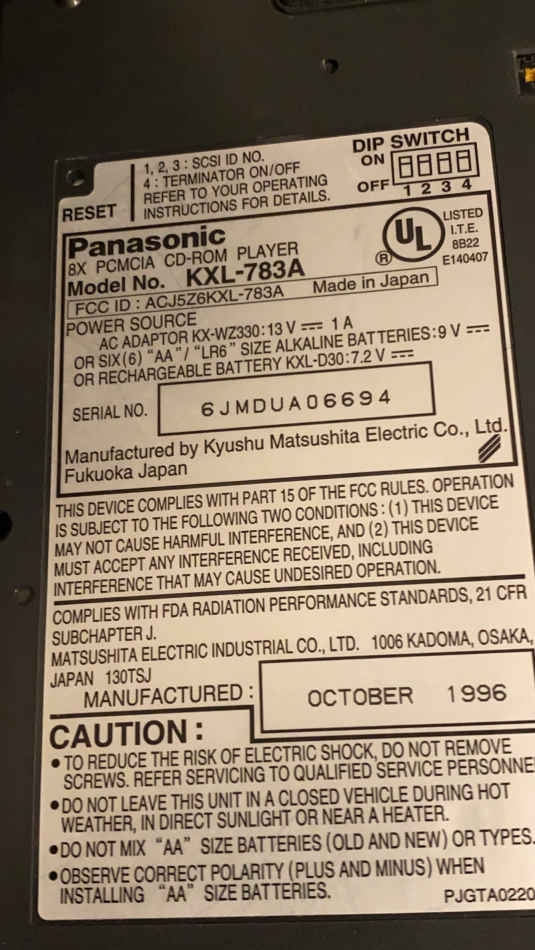 1, 2, 3 : SCSI ID NO.
4 : TERMINATOR ON/OFF
REFER TO YOUR OPERATING
INSTRUCTIONS FOR DETAILS.
RESET
DIP SWITCH
ON
OFF
1 2 3 4
Panasonic
8X PCMCIA CD-ROM PLAYER
Model No. KXL-783A
FCC ID : ACJ5Z6KXL-783A Made in Japan
UL
®
LISTED
I.T.E.
8B22
E140407
POWER SOURCE
AC ADAPTOR KX-WZ330:13 V ⎓ 1 A
OR SIX(6) “AA”/ “LR6” SIZE ALKALINE BATTERIES:9 V ⎓
OR RECHARGEABLE BATTERY KXL-D30:7.2 V ⎓
SERIAL NO. 6JMDUA06694
Manufactured by Kyushu Matsushita Electric Co., Ltd.
Fukuoka Japan
THIS DEVICE COMPLIES WITH PART 15 OF THE FCC RULES. OPERATION
IS SUBJECT TO THE FOLLOWING TWO CONDITIONS : (1) THIS DEVICE
MAY NOT CAUSE HARMFUL INTERFERENCE, AND (2) THIS DEVICE
MUST ACCEPT ANY INTERFERENCE RECEIVED, INCLUDING
INTERFERENCE THAT MAY CAUSE UNDESIRED OPERATION.
COMPLIES WITH FDA RADIATION PERFORMANCE STANDARDS, 21 CFR
SUBCHAPTER J.
MATSUSHITA ELECTRIC INDUSTRIAL CO., LTD. 1006 KADOMA, OSAKA,
JAPAN 130TSJ
MANUFACTURED : OCTOBER 1996
CAUTION :
• TO REDUCE THE RISK OF ELECTRIC SHOCK, DO NOT REMOVE
SCREWS. REFER SERVICING TO QUALIFIED SERVICE PERSONNE
• DO NOT LEAVE THIS UNIT IN A CLOSED VEHICLE DURING HOT
WEATHER, IN DIRECT SUNLIGHT OR NEAR A HEATER.
• DO NOT MIX “AA” SIZE BATTERIES (OLD AND NEW) OR TYPES.
• OBSERVE CORRECT POLARITY (PLUS AND MINUS) WHEN
INSTALLING “AA” SIZE BATTERIES.
PJGTA0220